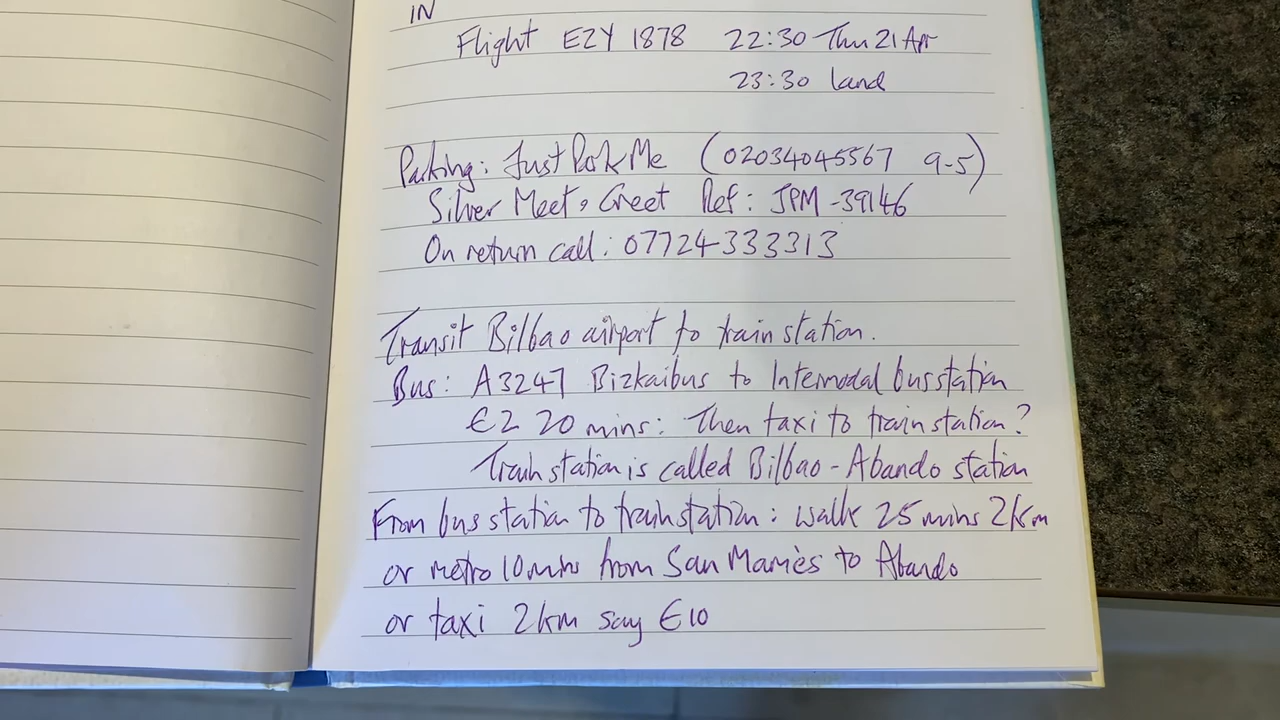 IN
Flight EZY 1878 22:30 Thu 21 Apr
23:30 land
Parking: Just Park Me (02034045567 9-5)
Silver Meet & Greet Ref: JPM-39146
On return call: 07724333313
Transit Bilbao airport to train station.
Bus: A3247 Bizkaibus to Intermodal bus station
€2 20 mins: Then taxi to train station?
Train station is called Bilbao-Abando station
From bus station to train station: walk 25 mins 2km
or metro 10 mins from San Mamès to Abando
or taxi 2km say €10